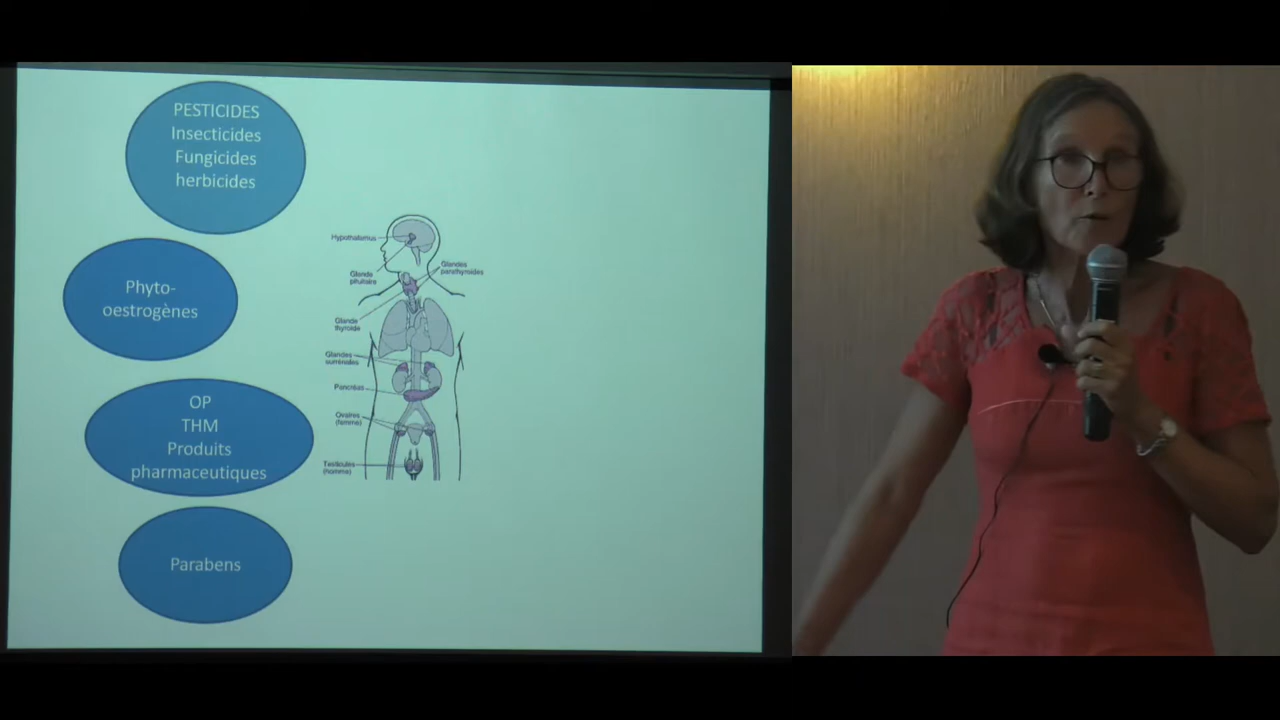 PESTICIDES
Insecticides
Fungicides
herbicides
Phyto-
oestrogènes
OP
THM
Produits
pharmaceutiques
Parabens
Hypothalamus
Glande
pituitaire
Glandes
parathyroïdes
Glande
thyroïde
Glandes
surrénales
Pancréas
Ovaires
(femme)
Testicules
(homme)